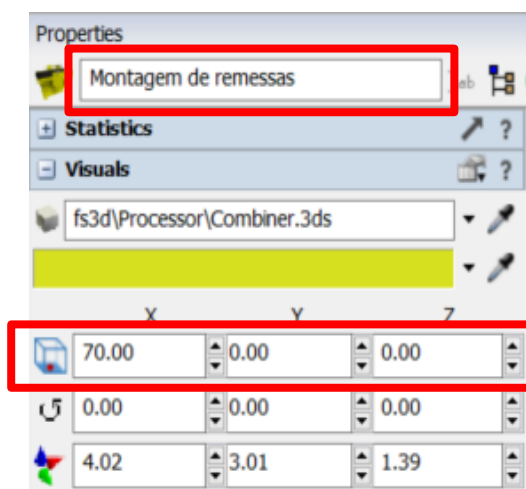 Properties
Montagem de remessas
+ Statistics ?
- Visuals ?
fs3d\Processor\Combiner.3ds
X Y Z
70.00 0.00 0.00
0.00 0.00 0.00
4.02 3.01 1.39